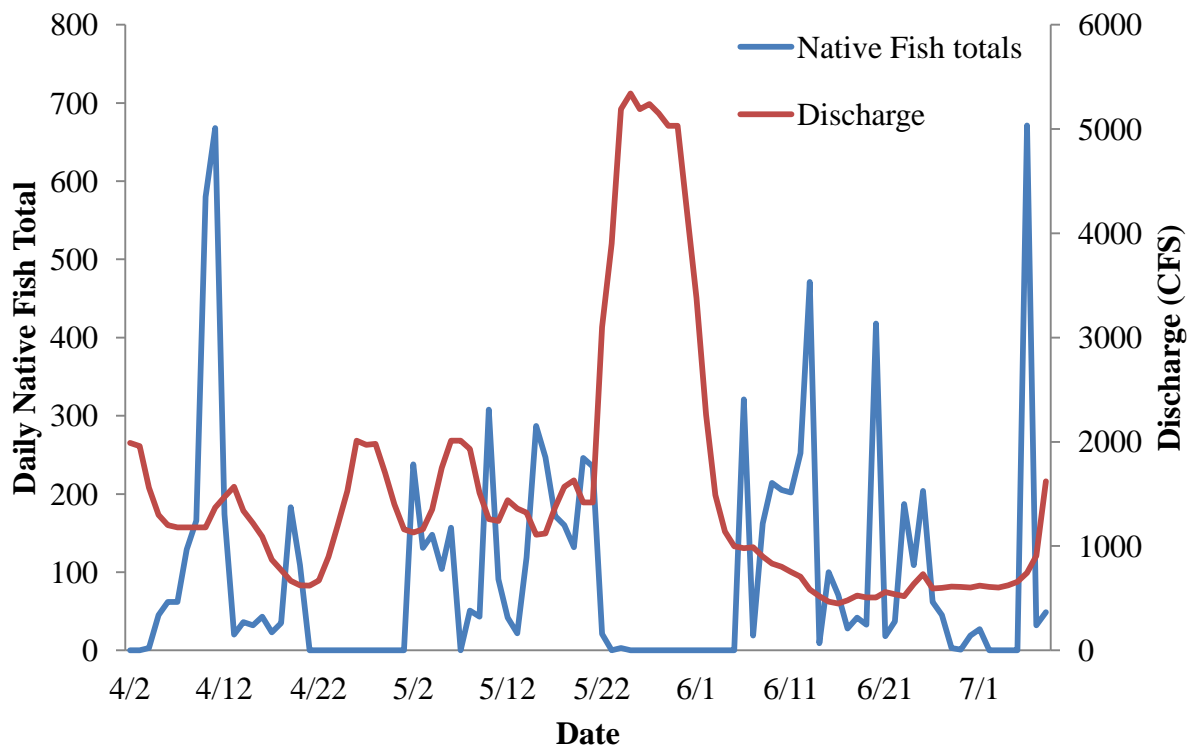 800
700
600
500
400
300
200
100
0
Daily Native Fish Total
6000
5000
4000
3000
2000
1000
0
Discharge (CFS)
Native Fish totals
Discharge
4/2 4/12 4/22 5/2 5/12 5/22 6/1 6/11 6/21 7/1
Date